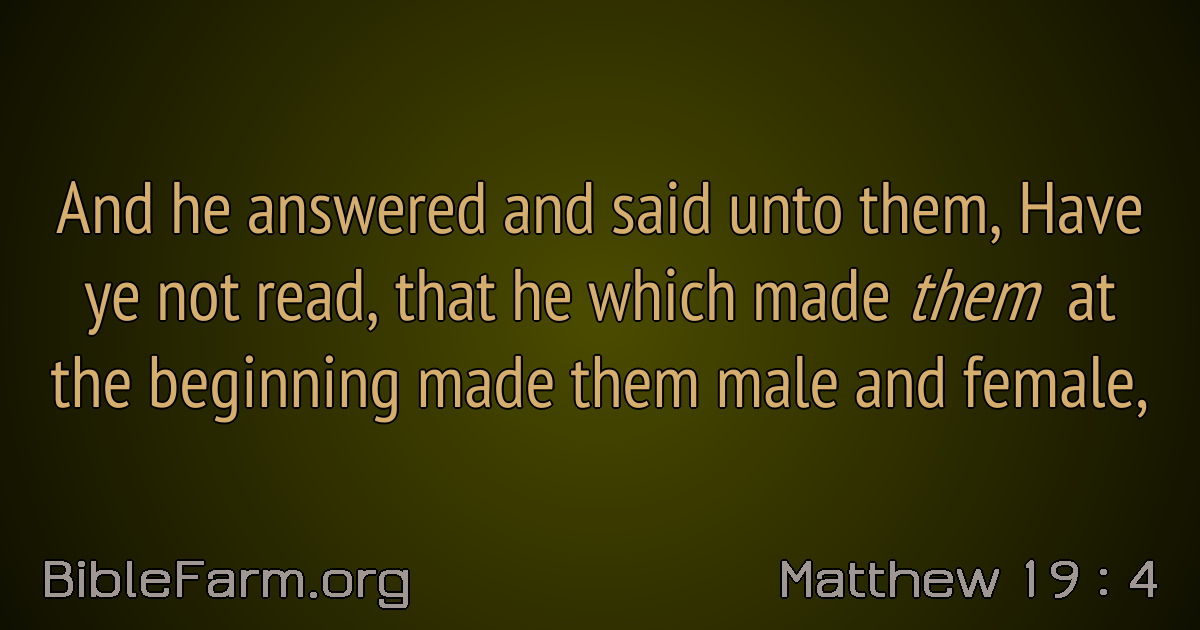 And he answered and said unto them, Have
ye not read, that he which made them at
the beginning made them male and female,
BibleFarm.org
Matthew 19 : 4